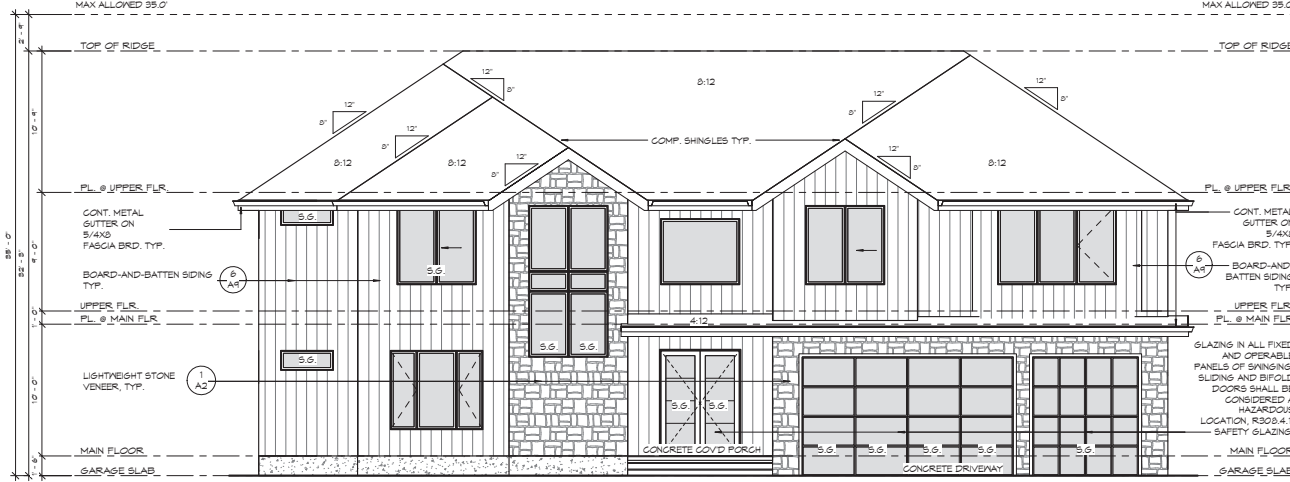 MAX ALLOWED 35.0'
MAX ALLOWED 35.0
TOP OF RIDGE
TOP OF RIDGE
12"
8"
8:12
12"
8"
12"
8"
12"
8"
12"
8"
COMP. SHINGLES TYP.
12"
8"
12"
8"
12"
8"
8:12
8:12
8:12
PL. @ UPPER FLR.
PL. @ UPPER FLR
CONT. METAL
GUTTER ON
5/4X8
FASCIA BRD. TYP.
S.G.
CONT. METAL
GUTTER ON
5/4X8
FASCIA BRD. TYP.
BOARD-AND-BATTEN SIDING
TYP.
6
A9
S.G.
6
A9
BOARD-AND
BATTEN SIDING
TYP
UPPER FLR.
UPPER FLR
PL. @ MAIN FLR
4:12
PL. @ MAIN FLR
S.G.
S.G.
S.G.
GLAZING IN ALL FIXED
AND OPERABLE
PANELS OF SWINGING
SLIDING AND BIFOLD
DOORS SHALL BE
CONSIDERED A
HAZARDOUS
LOCATION, R308.4.1
SAFETY GLAZING
LIGHTWEIGHT STONE
VENEER, TYP.
1
A2
S.G.
S.G.
MAIN FLOOR
CONCRETE COV'D PORCH
S.G.
S.G.
S.G.
S.G.
S.G.
MAIN FLOOR
GARAGE SLAB
CONCRETE DRIVEWAY
GARAGE SLAB
35'-0"
10'-0"